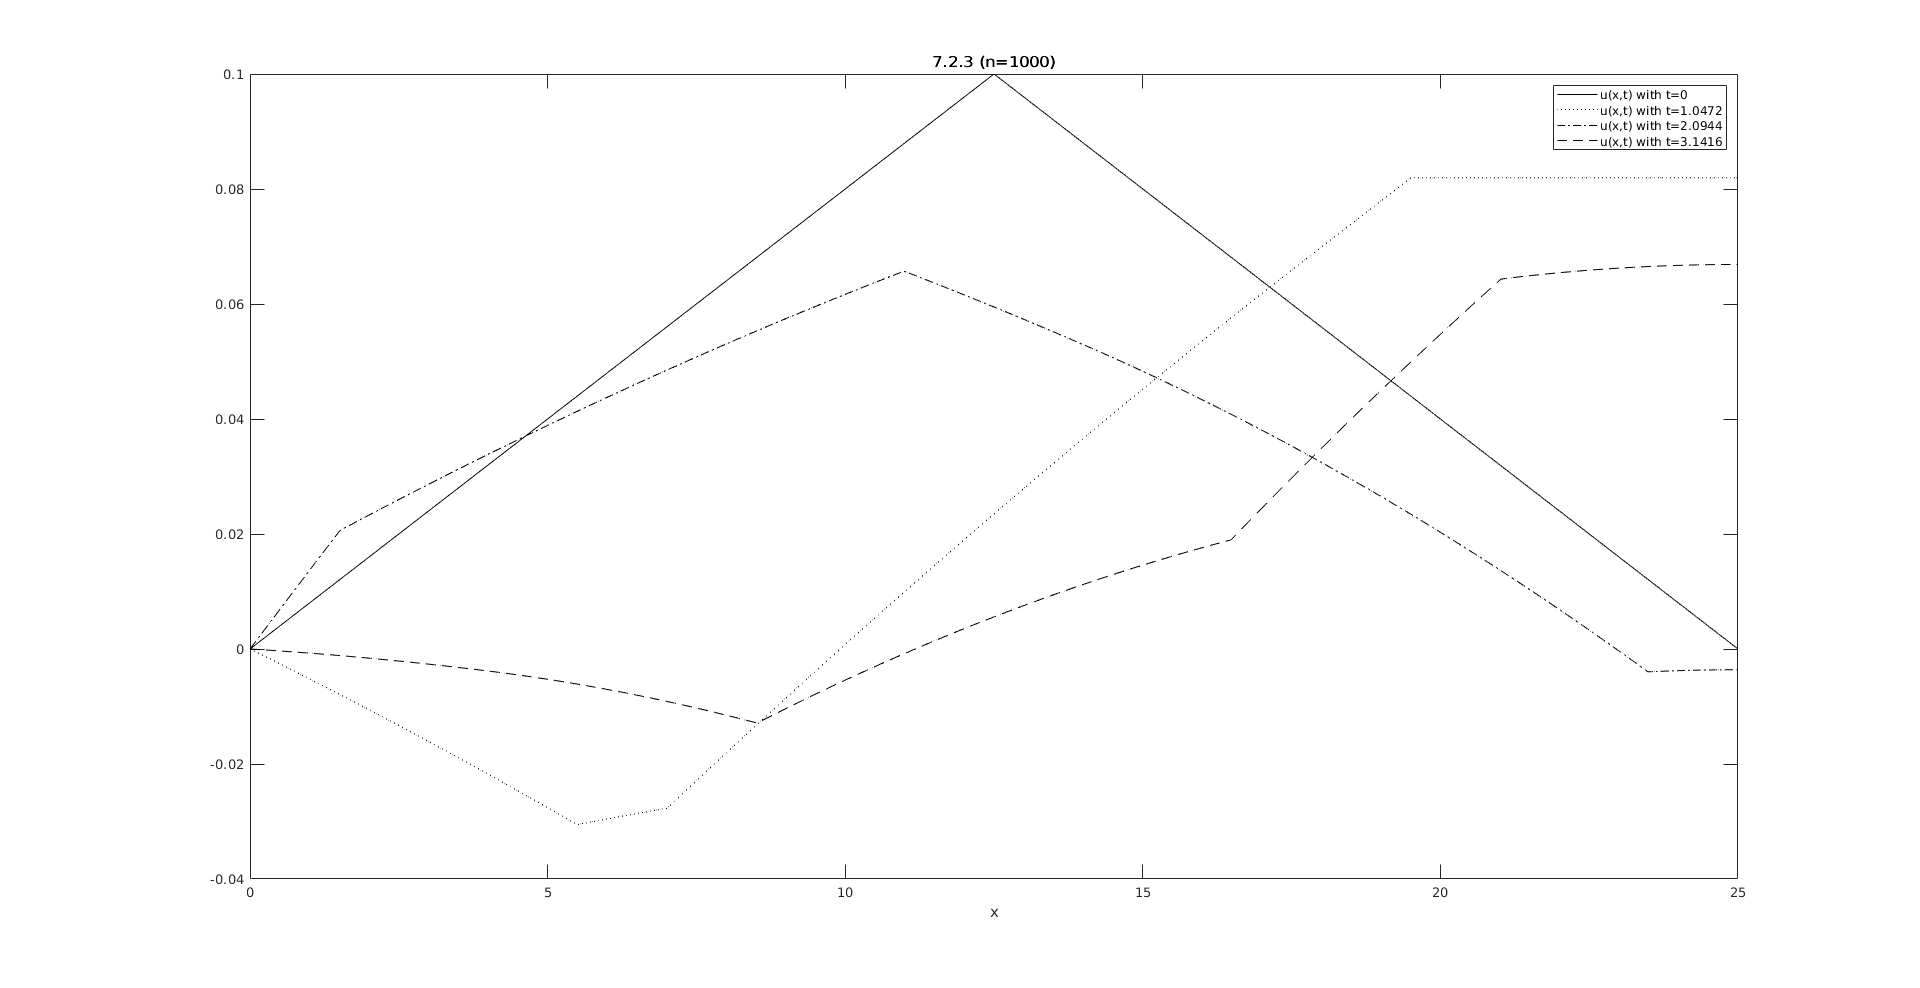 7.2.3 (n=1000)
0.1
0.08
0.06
0.04
0.02
0
-0.02
-0.04
u(x,t) with t=0
u(x,t) with t=1.0472
u(x,t) with t=2.0944
u(x,t) with t=3.1416
0 5 10 15 20 25
x